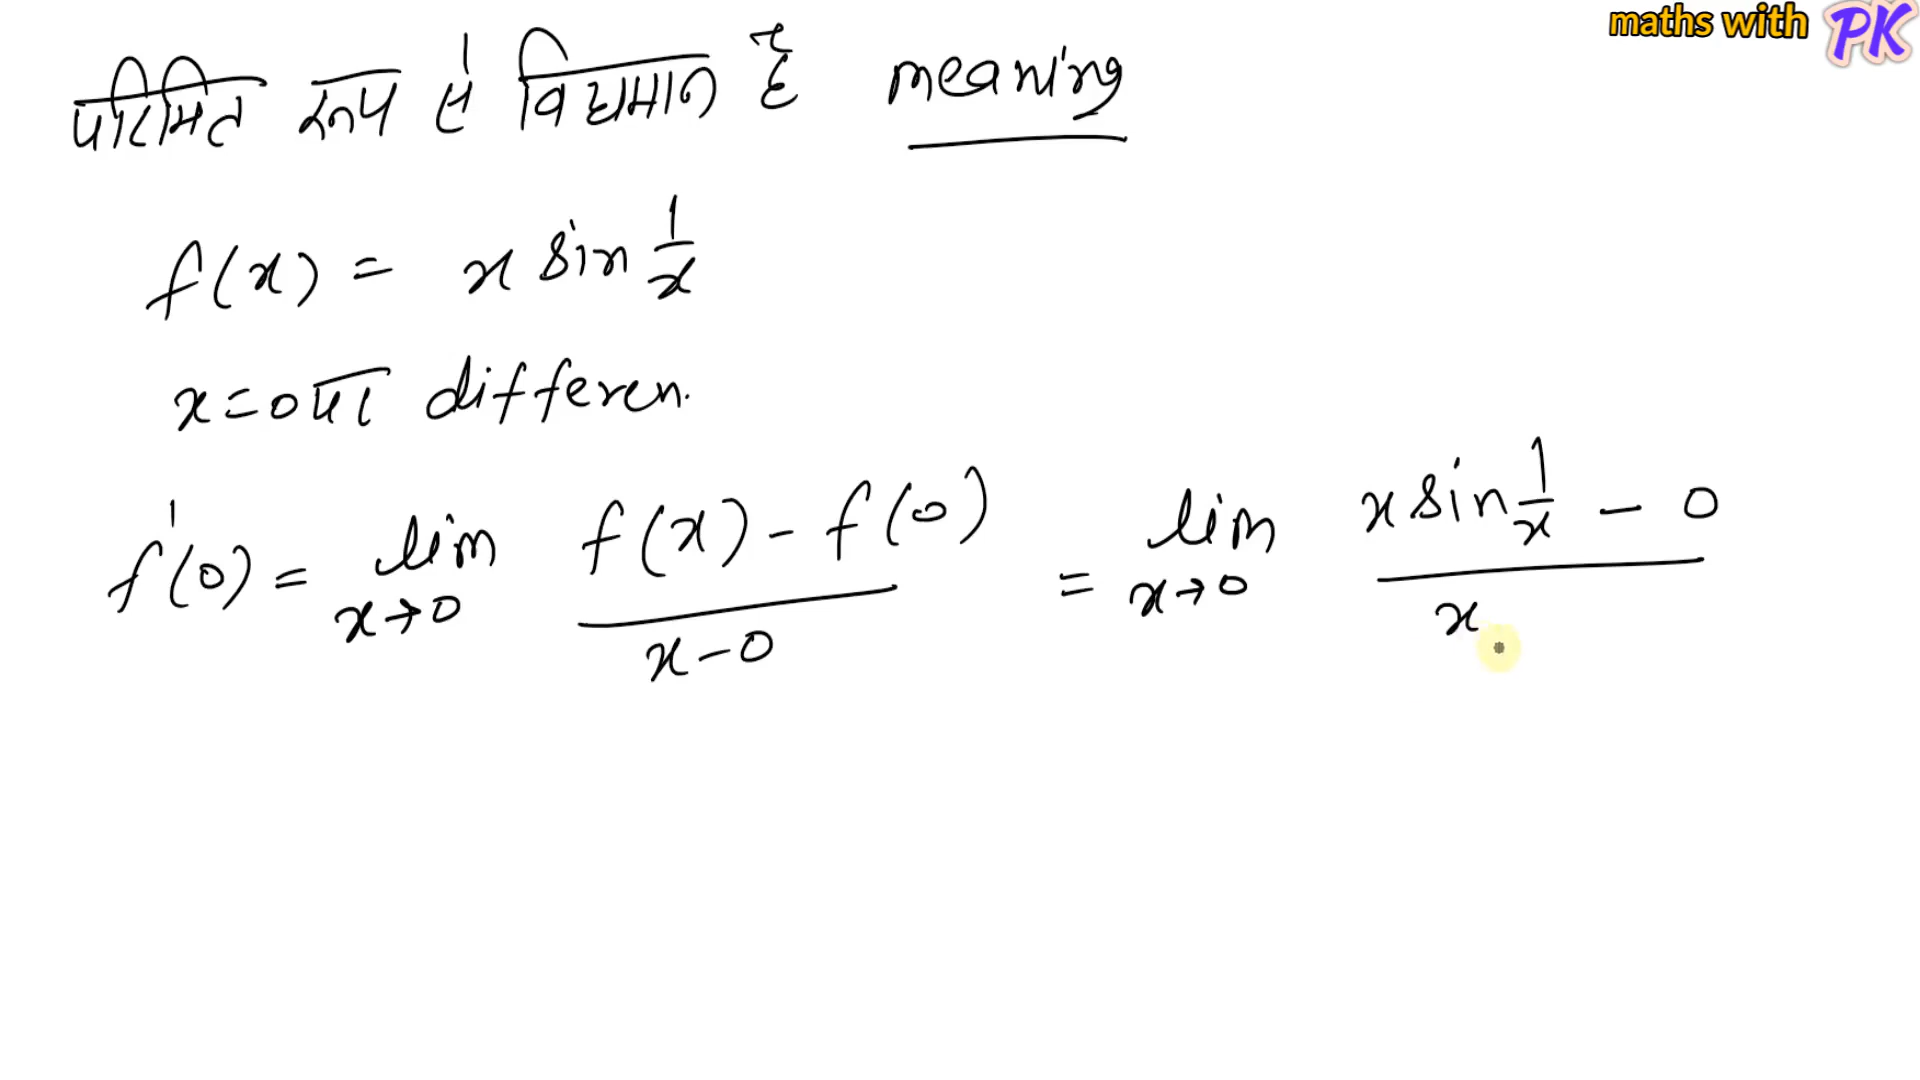 maths with PK
परिमित रूप से विद्यमान है meaning
f(x) = x sin 1/x
x=0 पर differen.
f'(0) = lim x→0 f(x) - f(0) / x-0 = lim x→0 x sin 1/x - 0 / x